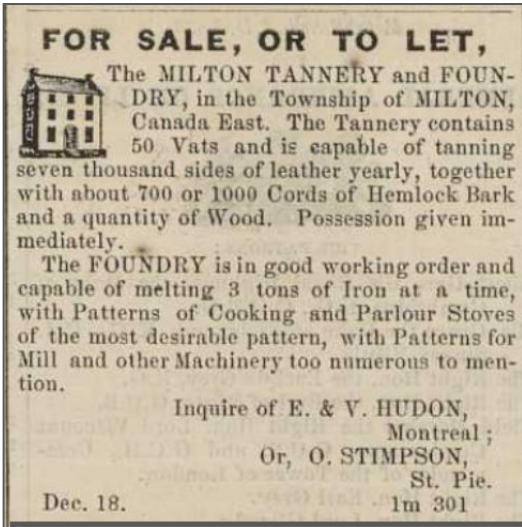 FOR SALE, OR TO LET,
The MILTON TANNERY and FOUN-
DRY, in the Township of MILTON,
Canada East. The Tannery contains
50 Vats and is capable of tanning
seven thousand sides of leather yearly, together
with about 700 or 1000 Cords of Hemlock Bark
and a quantity of Wood. Possession given im-
mediately.
The FOUNDRY is in good working order and
capable of melting 3 tons of Iron at a time,
with Patterns of Cooking and Parlour Stoves
of the most desirable pattern, with Patterns for
Mill and other Machinery too numerous to men-
tion.
Inquire of E. & V. HUDON,
Montreal;
Or, O. STIMPSON,
St. Pie.
Dec. 18. 1m 301